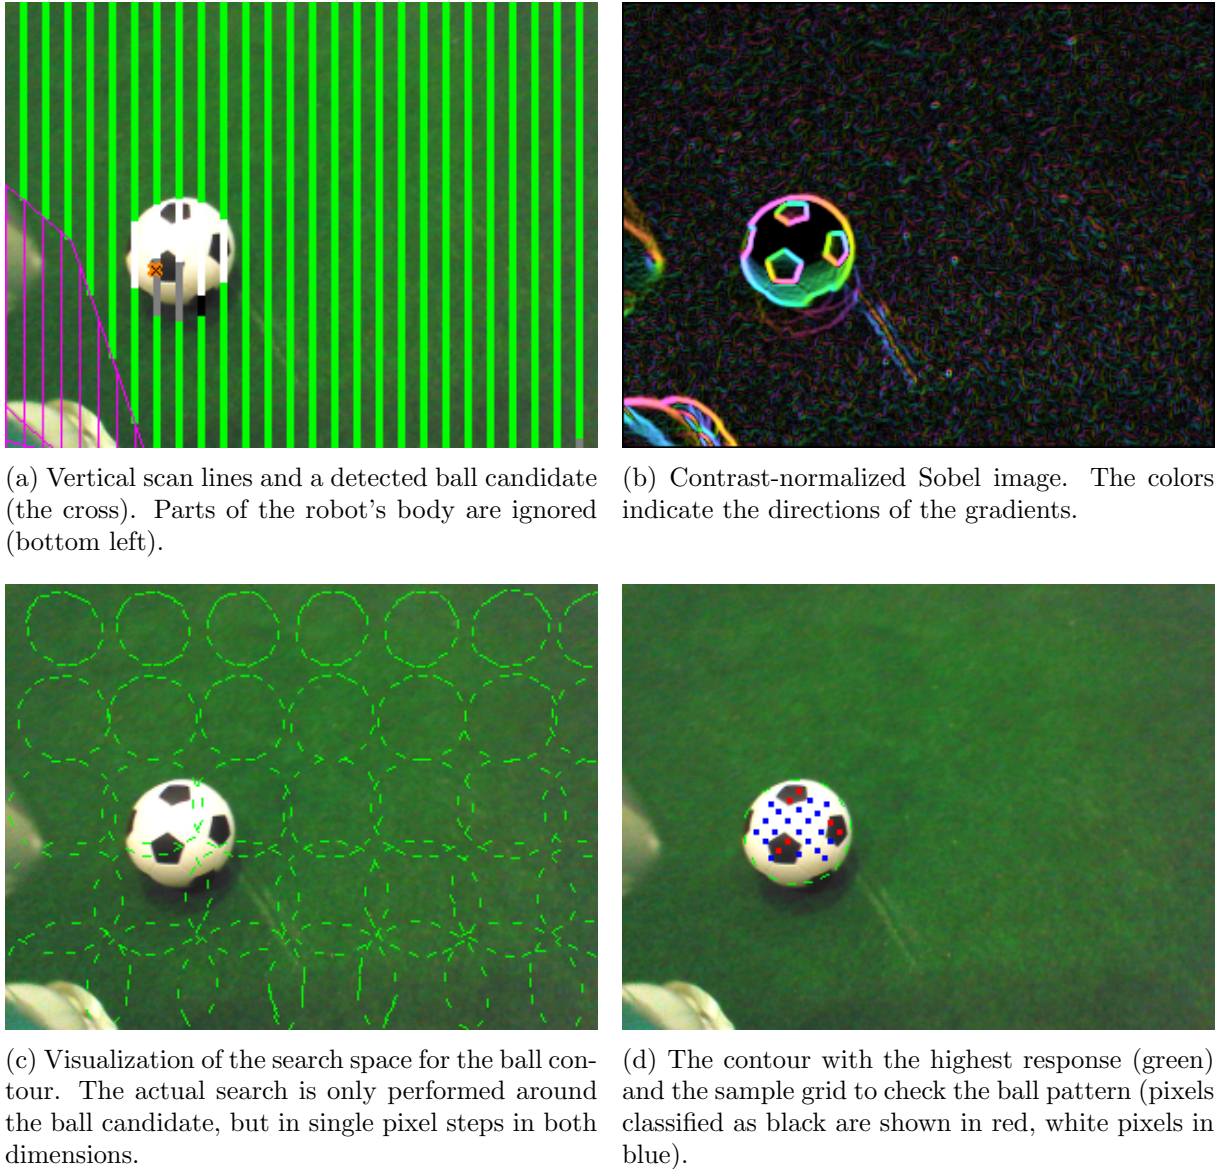 (a) Vertical scan lines and a detected ball candidate
(the cross). Parts of the robot's body are ignored
(bottom left).
(b) Contrast-normalized Sobel image. The colors
indicate the directions of the gradients.
(c) Visualization of the search space for the ball con-
tour. The actual search is only performed around
the ball candidate, but in single pixel steps in both
dimensions.
(d) The contour with the highest response (green)
and the sample grid to check the ball pattern (pixels
classified as black are shown in red, white pixels in
blue).